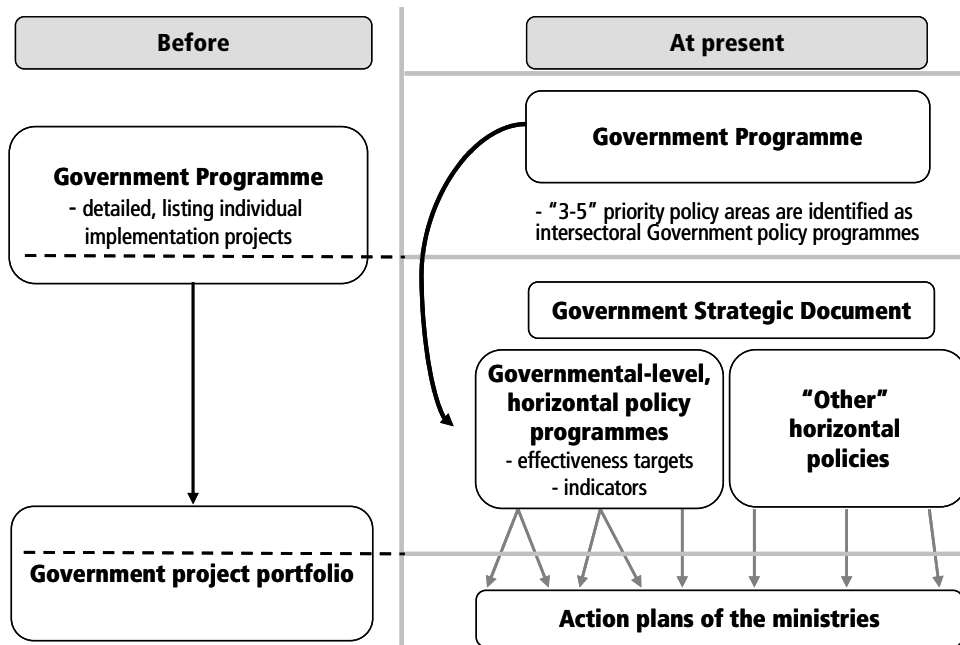 Before
Government Programme
- detailed, listing individual
implementation projects
Government project portfolio
At present
Government Programme
- "3-5" priority policy areas are identified as
intersectoral Government policy programmes
Government Strategic Document
Governmental-level,
horizontal policy
programmes
- effectiveness targets
- indicators
“Other”
horizontal
policies
Action plans of the ministries